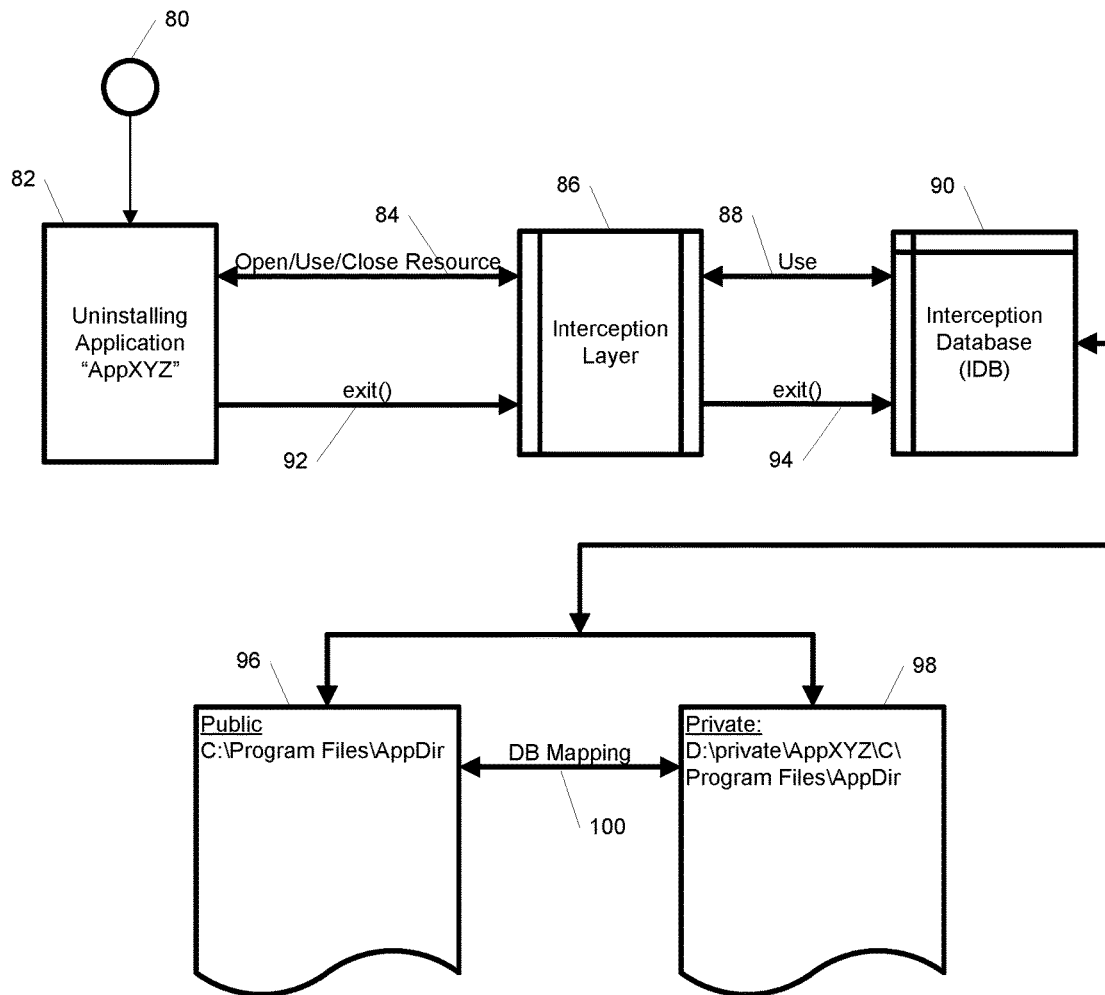 80
82
84
86
88
90
Open/Use/Close Resource
Use
Uninstalling
Application
“AppXYZ”
Interception
Layer
Interception
Database
(IDB)
exit()
exit()
92
94
96
98
Public
C:\Program Files\AppDir
DB Mapping
100
Private:
D:\private\AppXYZ\C\
Program Files\AppDir